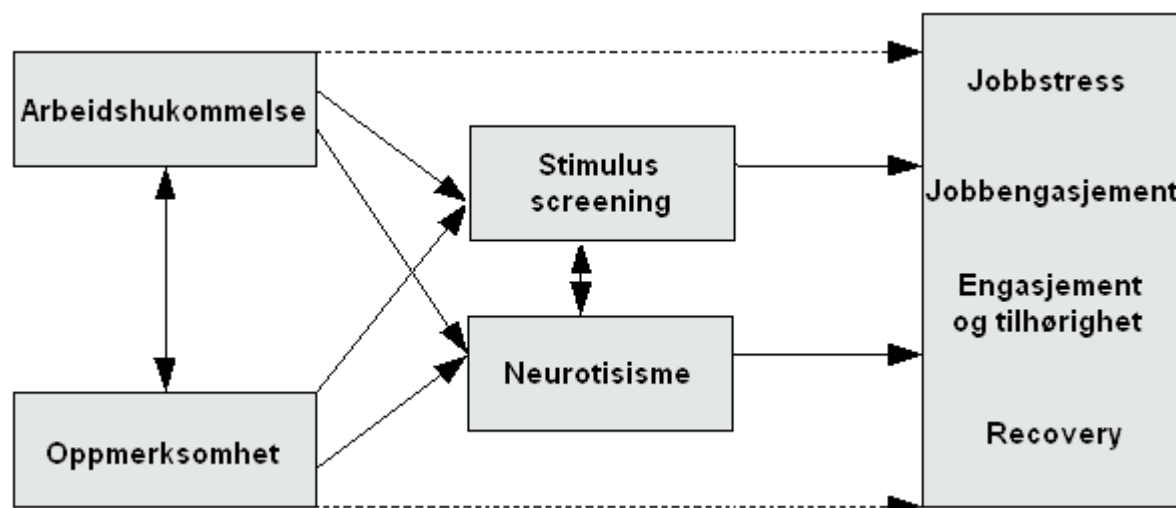 Arbeidshukommelse
Oppmerksomhet
Stimulus
screening
Neurotisisme
Jobbstress
Jobbengasjement
Engasjement
og tilhørighet
Recovery